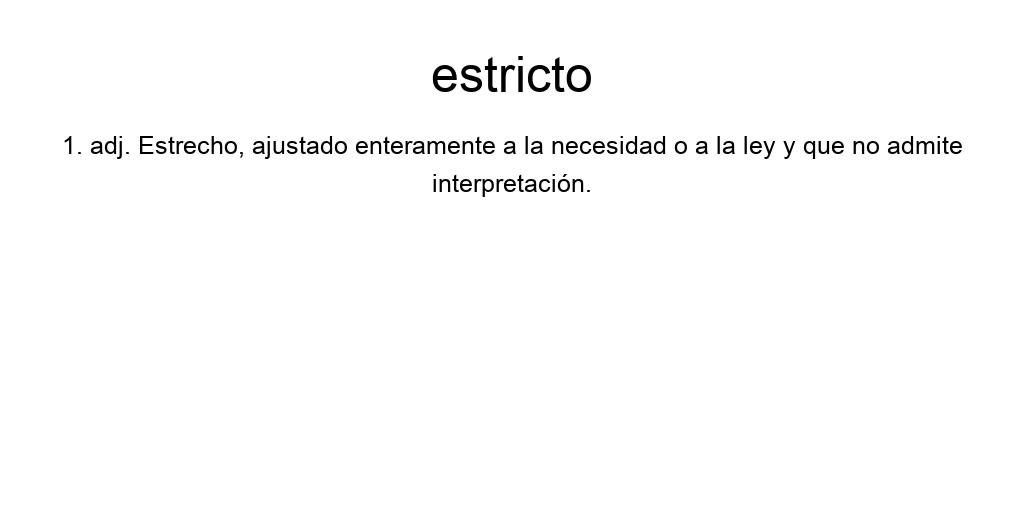 estricto
1. adj. Estrecho, ajustado enteramente a la necesidad o a la ley y que no admite
interpretación.